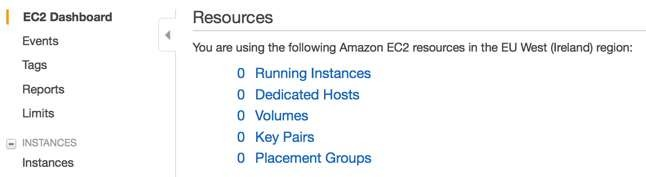 EC2 Dashboard
Events
Tags
Reports
Limits
INSTANCES
Instances
Resources
You are using the following Amazon EC2 resources in the EU West (Ireland) region:
0 Running Instances
0 Dedicated Hosts
0 Volumes
0 Key Pairs
0 Placement Groups